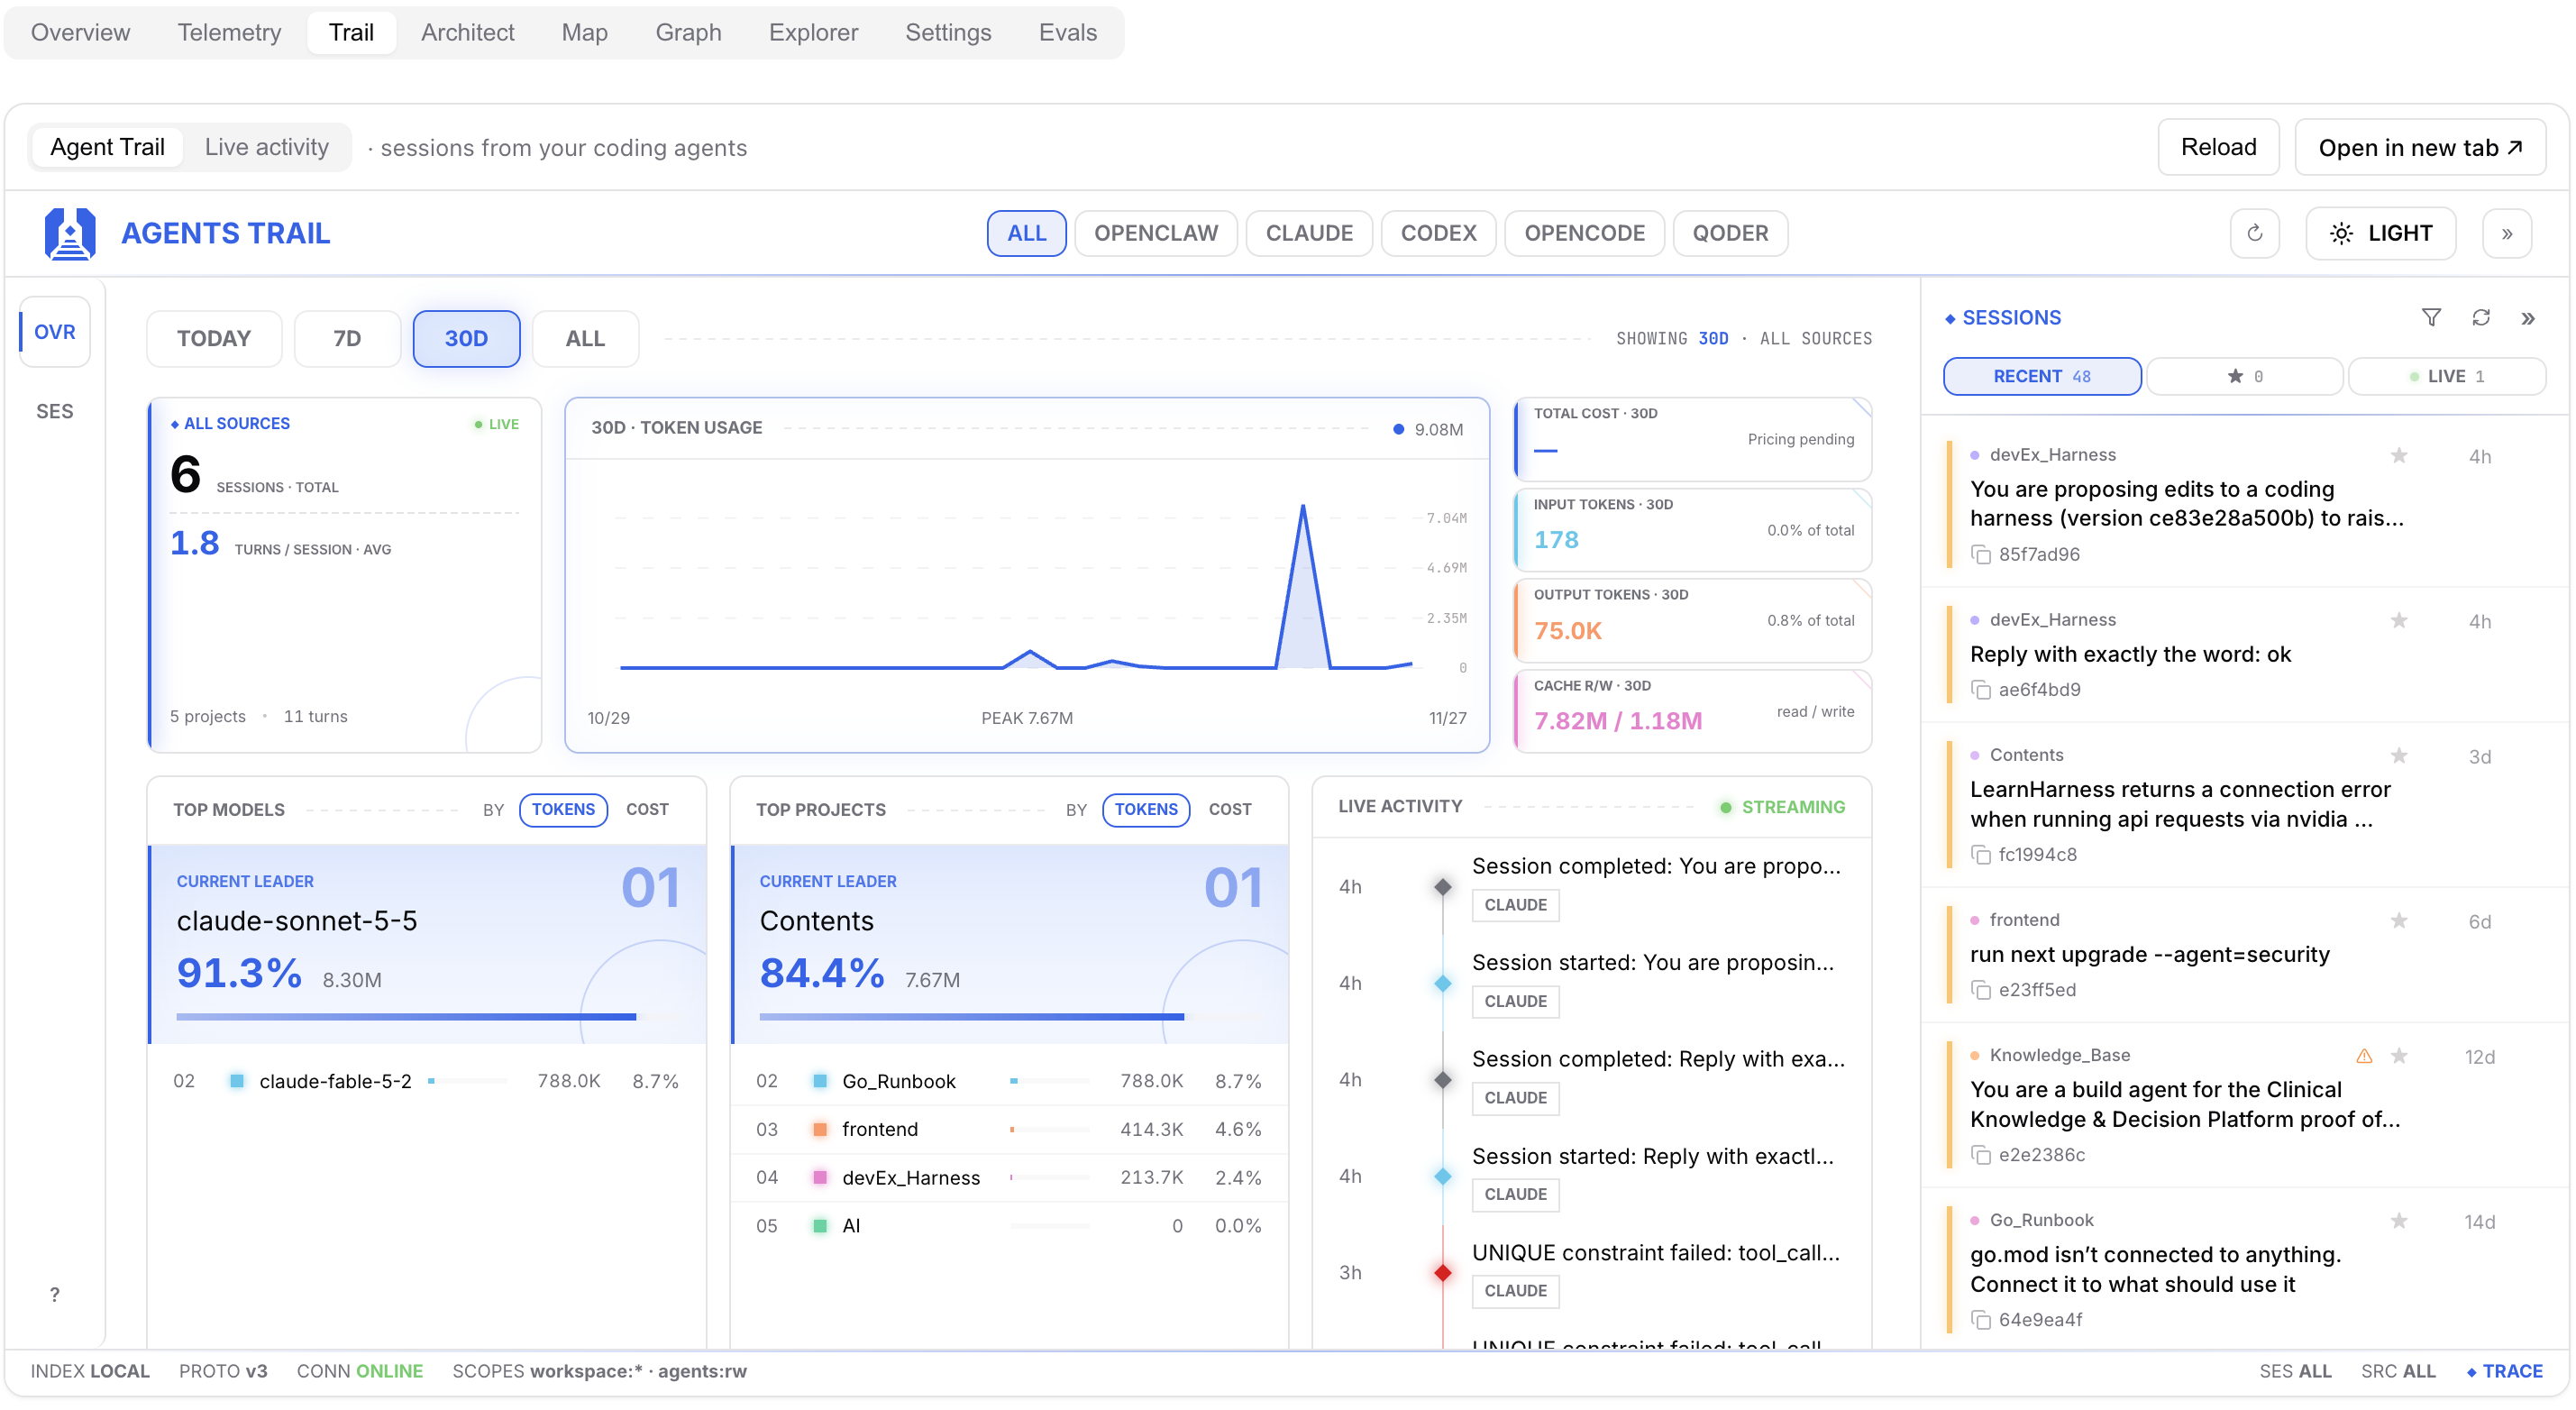 Overview Telemetry Trail Architect Map Graph Explorer Settings Evals
Agent Trail Live activity · sessions from your coding agents Reload Open in new tab ↗
AGENTS TRAIL ALL OPENCLAW CLAUDE CODEX OPENCODE QODER LIGHT »
OVR
SES
?
TODAY 7D 30D ALL SHOWING 30D · ALL SOURCES
ALL SOURCES LIVE
6 SESSIONS · TOTAL
1.8 TURNS / SESSION · AVG
5 projects • 11 turns
30D · TOKEN USAGE 9.08M
7.04M
4.69M
2.35M
0
10/29 PEAK 7.67M 11/27
TOTAL COST · 30D
— Pricing pending
INPUT TOKENS · 30D
178 0.0% of total
OUTPUT TOKENS · 30D
75.0K 0.8% of total
CACHE R/W · 30D
7.82M / 1.18M read / write
TOP MODELS BY TOKENS COST
CURRENT LEADER 01
claude-sonnet-5-5
91.3% 8.30M
02 claude-fable-5-2 788.0K 8.7%
TOP PROJECTS BY TOKENS COST
CURRENT LEADER 01
Contents
84.4% 7.67M
02 Go_Runbook 788.0K 8.7%
03 frontend 414.3K 4.6%
04 devEx_Harness 213.7K 2.4%
05 AI 0 0.0%
LIVE ACTIVITY STREAMING
4h Session completed: You are propo...
CLAUDE
4h Session started: You are proposin...
CLAUDE
4h Session completed: Reply with exa...
CLAUDE
4h Session started: Reply with exactl...
CLAUDE
3h UNIQUE constraint failed: tool_call...
CLAUDE
UNIQUE constraint failed: tool_call
SESSIONS »
RECENT 48 ★ 0 LIVE 1
devEx_Harness ★ 4h
You are proposing edits to a coding
harness (version ce83e28a500b) to rais...
85f7ad96
devEx_Harness ★ 4h
Reply with exactly the word: ok
ae6f4bd9
Contents ★ 3d
LearnHarness returns a connection error
when running api requests via nvidia ...
fc1994c8
frontend ★ 6d
run next upgrade --agent=security
e23ff5ed
Knowledge_Base ★ 12d
You are a build agent for the Clinical
Knowledge & Decision Platform proof of...
e2e2386c
Go_Runbook ★ 14d
go.mod isn’t connected to anything.
Connect it to what should use it
64e9ea4f
INDEX LOCAL PROTO v3 CONN ONLINE SCOPES workspace:* · agents:rw SES ALL SRC ALL TRACE